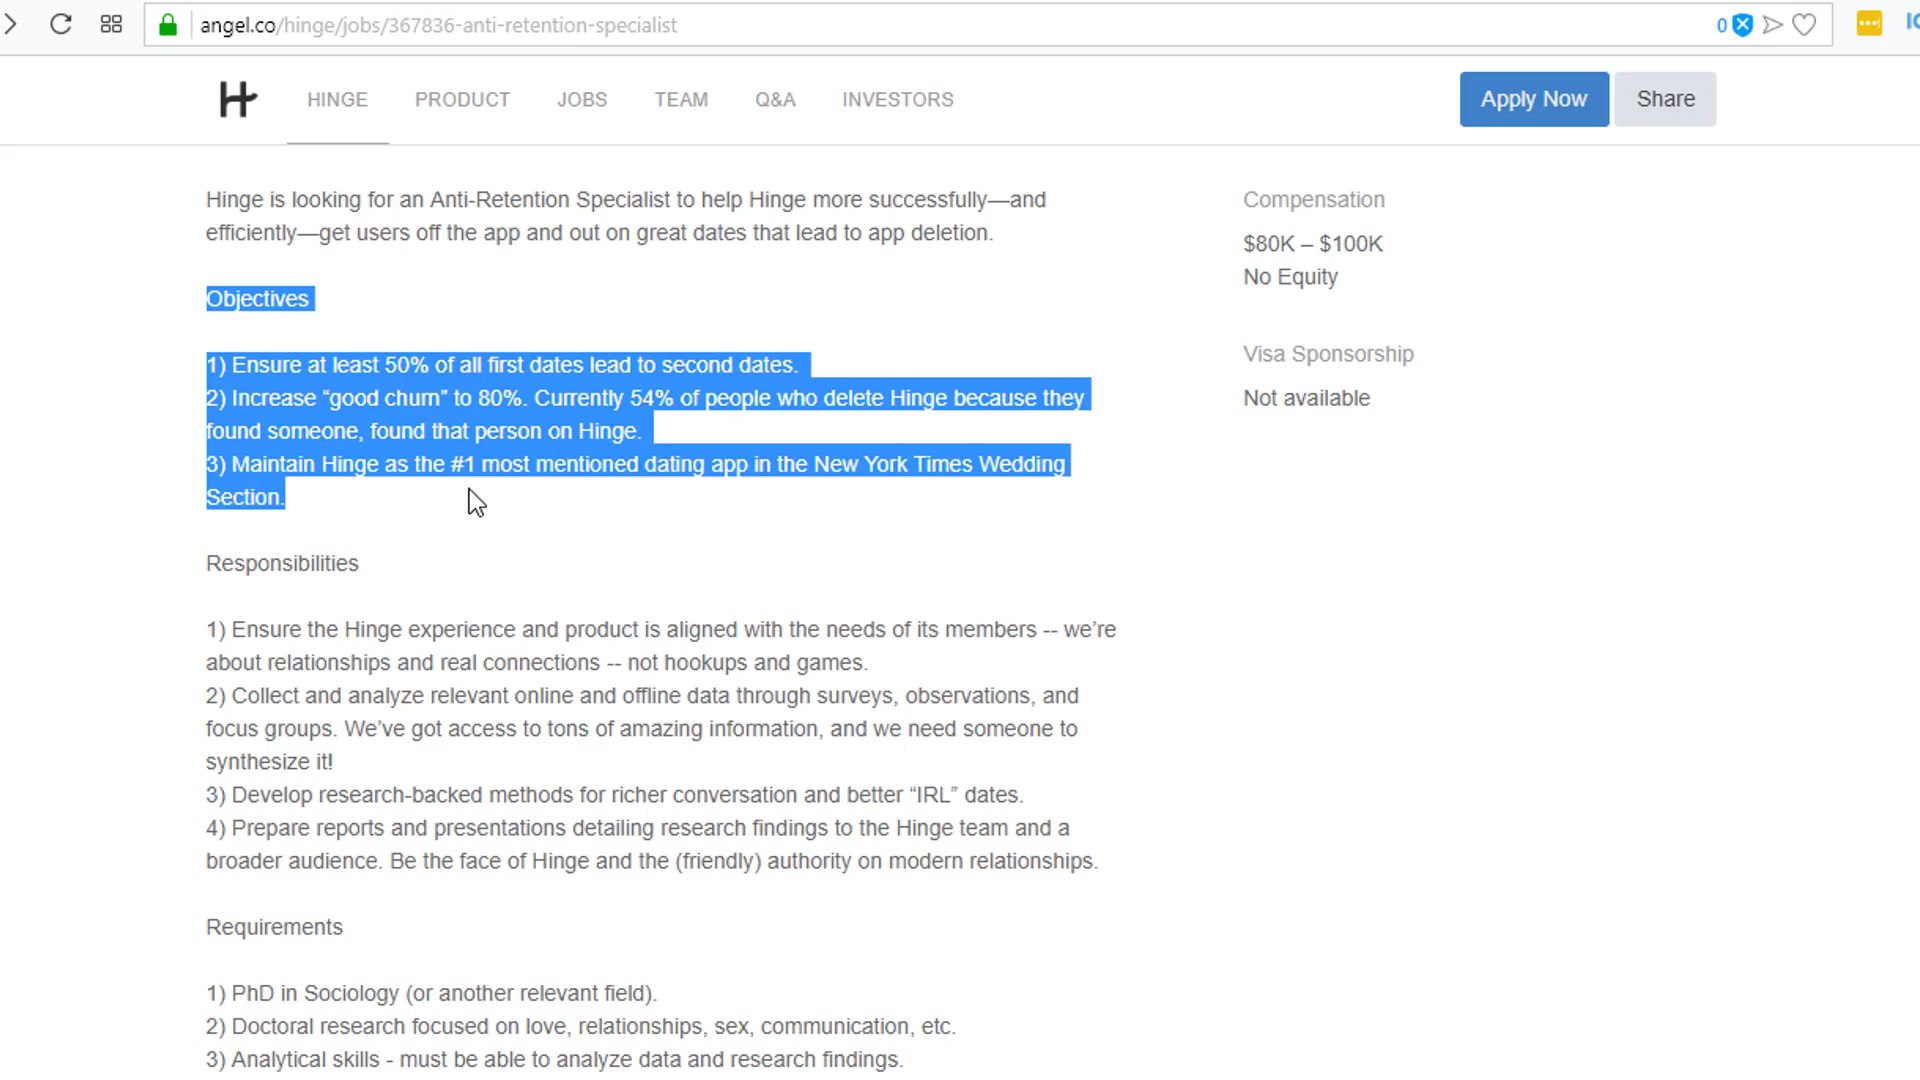 angel.co/hinge/jobs/367836-anti-retention-specialist
0
HINGE PRODUCT JOBS TEAM Q&A INVESTORS
Apply Now Share
Hinge is looking for an Anti-Retention Specialist to help Hinge more successfully—and
efficiently—get users off the app and out on great dates that lead to app deletion.
Objectives
1) Ensure at least 50% of all first dates lead to second dates.
2) Increase “good churn” to 80%. Currently 54% of people who delete Hinge because they
found someone, found that person on Hinge.
3) Maintain Hinge as the #1 most mentioned dating app in the New York Times Wedding
Section.
Responsibilities
1) Ensure the Hinge experience and product is aligned with the needs of its members -- we’re
about relationships and real connections -- not hookups and games.
2) Collect and analyze relevant online and offline data through surveys, observations, and
focus groups. We’ve got access to tons of amazing information, and we need someone to
synthesize it!
3) Develop research-backed methods for richer conversation and better “IRL” dates.
4) Prepare reports and presentations detailing research findings to the Hinge team and a
broader audience. Be the face of Hinge and the (friendly) authority on modern relationships.
Requirements
1) PhD in Sociology (or another relevant field).
2) Doctoral research focused on love, relationships, sex, communication, etc.
3) Analytical skills - must be able to analyze data and research findings.
Compensation
$80K – $100K
No Equity
Visa Sponsorship
Not available